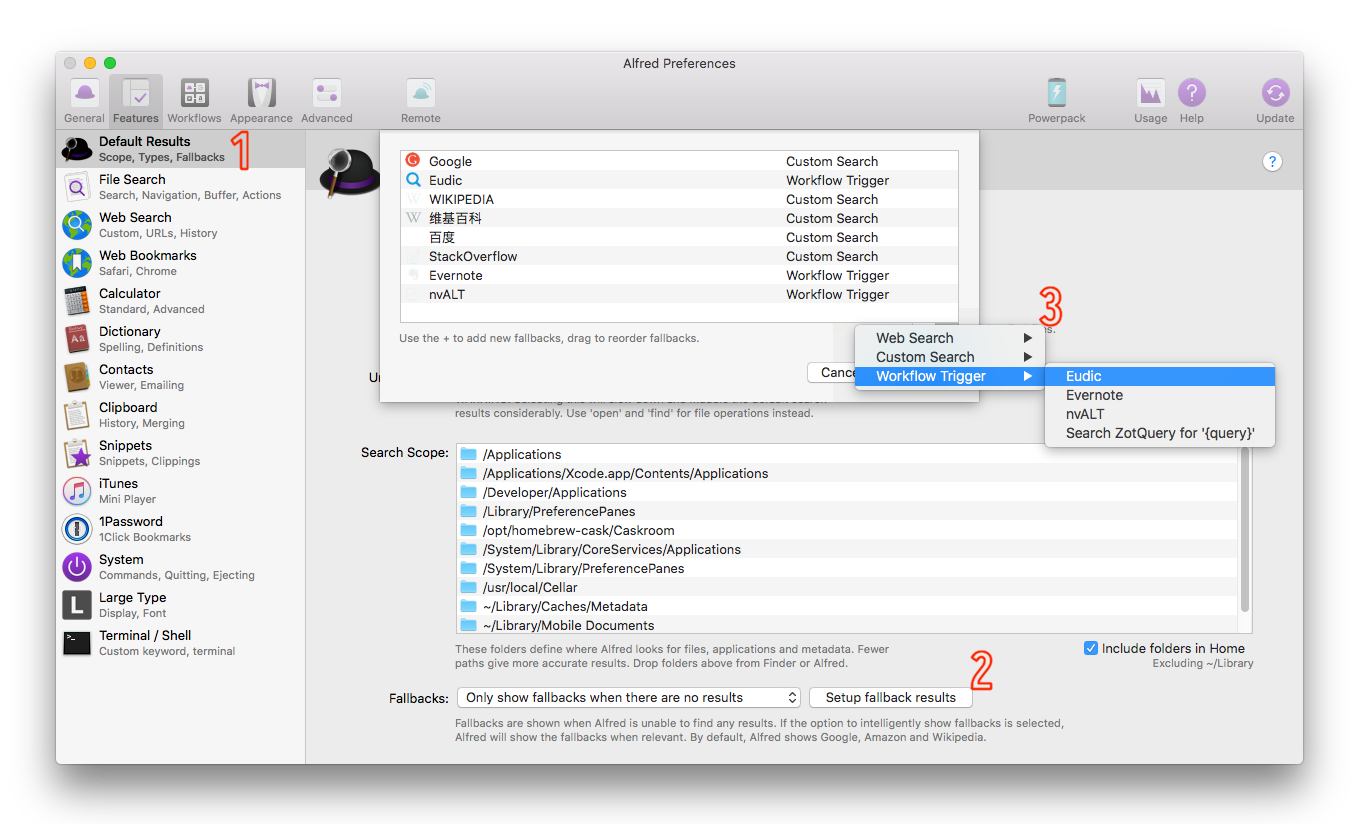 Alfred Preferences
General
Features
Workflows
Appearance
Advanced
Remote
Powerpack
Usage
Help
Update
1
Default Results
Scope, Types, Fallbacks
File Search
Search, Navigation, Buffer, Actions
Web Search
Custom, URLs, History
Web Bookmarks
Safari, Chrome
Calculator
Standard, Advanced
Dictionary
Spelling, Definitions
Contacts
Viewer, Emailing
Clipboard
History, Merging
Snippets
Snippets, Clippings
iTunes
Mini Player
1Password
1Click Bookmarks
System
Commands, Quitting, Ejecting
Large Type
Display, Font
Terminal / Shell
Custom keyword, terminal
?
Google Custom Search
Eudic Workflow Trigger
WIKIPEDIA Custom Search
维基百科 Custom Search
百度 Custom Search
StackOverflow Custom Search
Evernote Workflow Trigger
nvALT Workflow Trigger
Use the + to add new fallbacks, drag to reorder fallbacks.
3
Web Search
Custom Search
Workflow Trigger
Eudic
Evernote
nvALT
Search ZotQuery for '{query}'
results considerably. Use 'open' and 'find' for file operations instead.
Search Scope:
/Applications
/Applications/Xcode.app/Contents/Applications
/Developer/Applications
/Library/PreferencePanes
/opt/homebrew-cask/Caskroom
/System/Library/CoreServices/Applications
/System/Library/PreferencePanes
/usr/local/Cellar
~/Library/Caches/Metadata
~/Library/Mobile Documents
These folders define where Alfred looks for files, applications and metadata. Fewer
paths give more accurate results. Drop folders above from Finder or Alfred.
Include folders in Home
Excluding ~/Library
2
Fallbacks: Only show fallbacks when there are no results Setup fallback results
Fallbacks are shown when Alfred is unable to find any results. If the option to intelligently show fallbacks is selected,
Alfred will show the fallbacks when relevant. By default, Alfred shows Google, Amazon and Wikipedia.